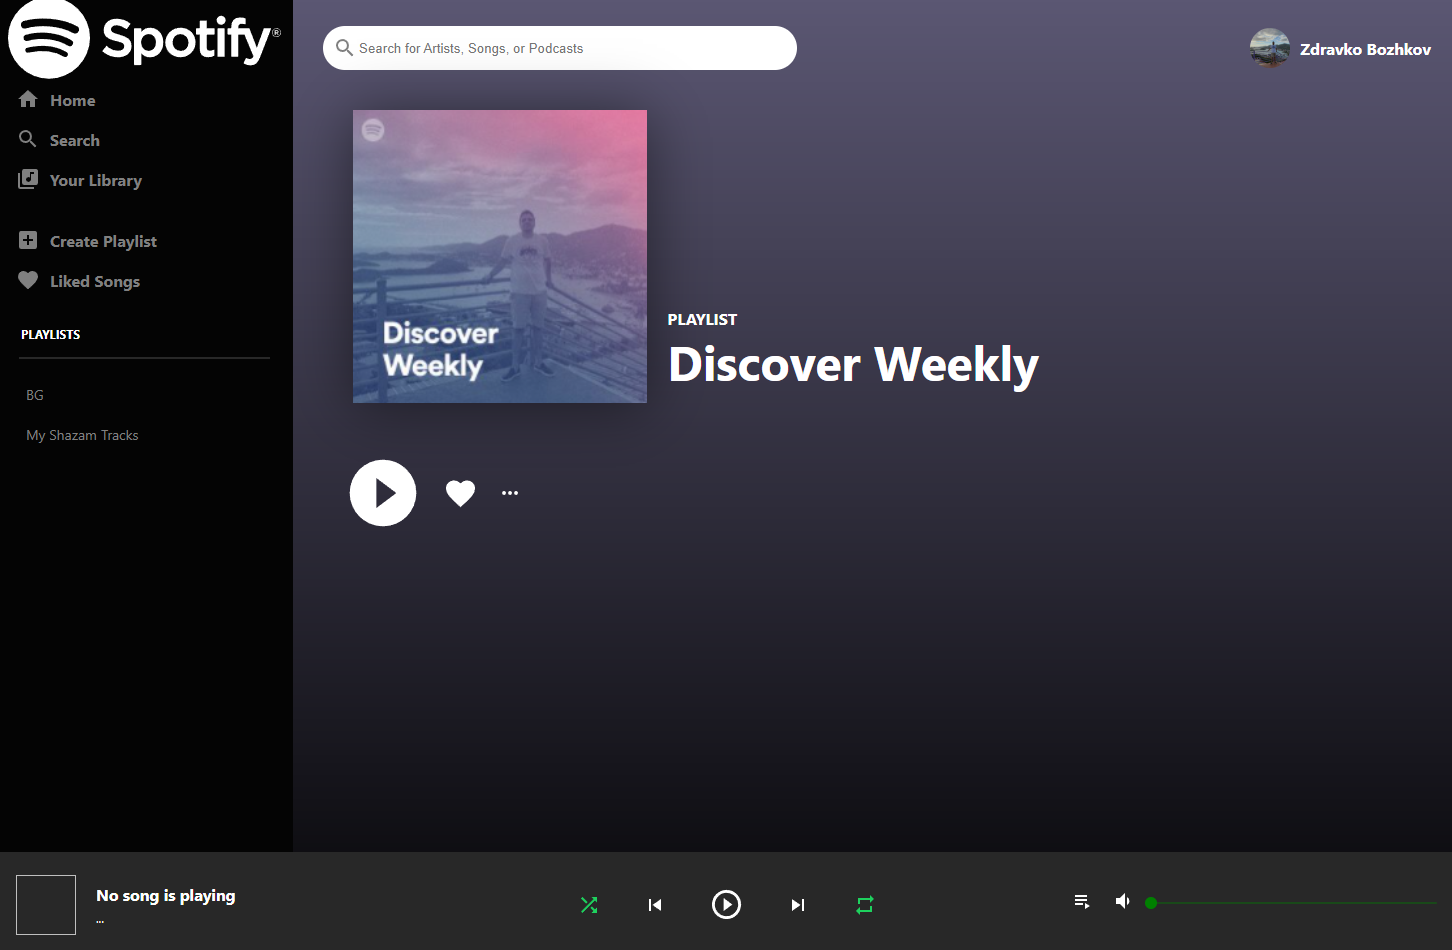 Spotify®
Home
Search
Your Library
Create Playlist
Liked Songs
PLAYLISTS
BG
My Shazam Tracks
Search for Artists, Songs, or Podcasts
Zdravko Bozhkov
Discover
Weekly
PLAYLIST
Discover Weekly
No song is playing
...